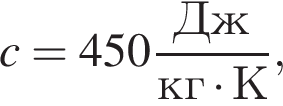 c = 450 Дж/(кг · К),